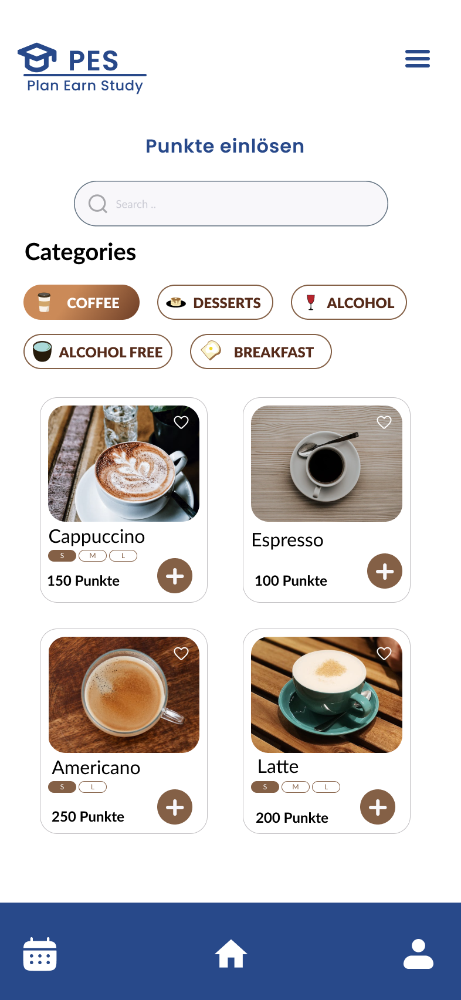 PES
Plan Earn Study
Punkte einlösen
Search ..
Categories
COFFEE DESSERTS ALCOHOL
ALCOHOL FREE BREAKFAST
Cappuccino
S M L
150 Punkte
Espresso
100 Punkte
Americano
S L
250 Punkte
Latte
S M L
200 Punkte